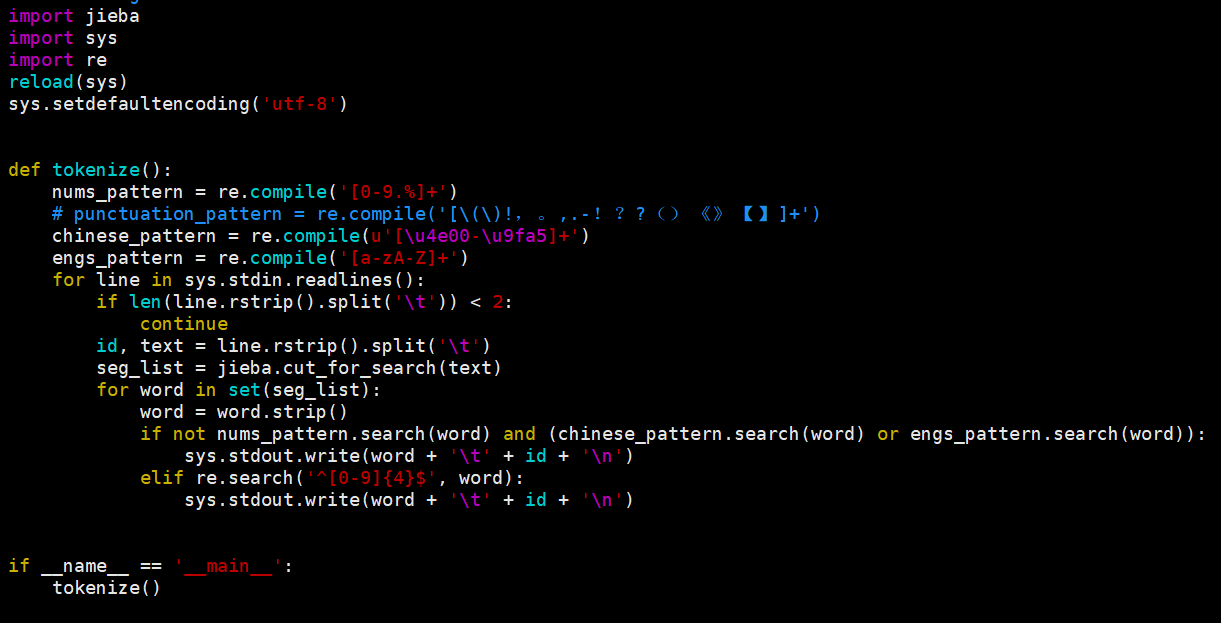 import jieba
import sys
import re
reload(sys)
sys.setdefaultencoding('utf-8')
def tokenize():
    nums_pattern = re.compile('[0-9.%]+')
    # punctuation_pattern = re.compile('[\(\)!，。,.-！？?（）《》【】]+')
    chinese_pattern = re.compile(u'[\u4e00-\u9fa5]+')
    engs_pattern = re.compile('[a-zA-Z]+')
    for line in sys.stdin.readlines():
        if len(line.rstrip().split('\t')) < 2:
            continue
        id, text = line.rstrip().split('\t')
        seg_list = jieba.cut_for_search(text)
        for word in set(seg_list):
            word = word.strip()
            if not nums_pattern.search(word) and (chinese_pattern.search(word) or engs_pattern.search(word)):
                sys.stdout.write(word + '\t' + id + '\n')
            elif re.search('^[0-9]{4}$', word):
                sys.stdout.write(word + '\t' + id + '\n')
if __name__ == '__main__':
    tokenize()